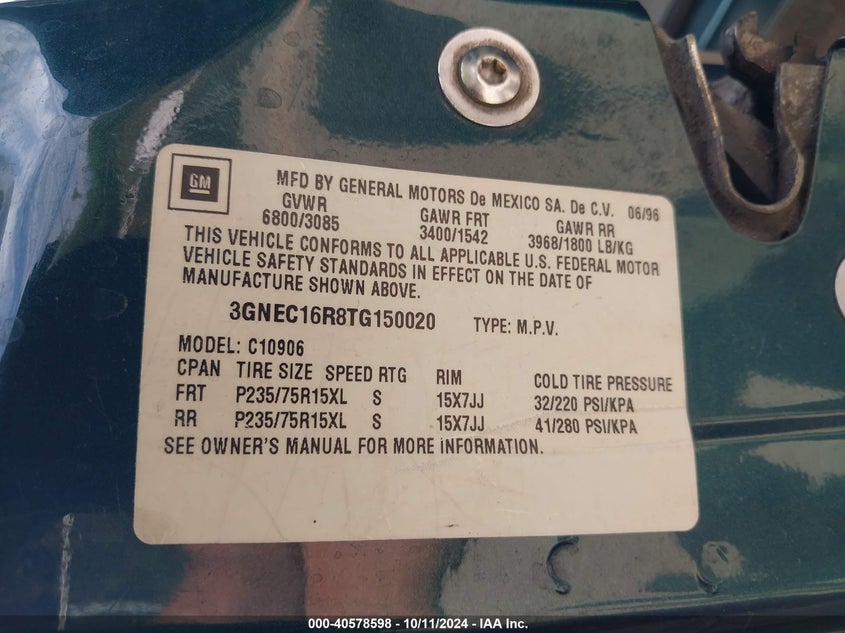 GM
MFD BY GENERAL MOTORS De MEXICO SA. De C.V. 06/96
GVWR GAWR FRT GAWR RR
6800/3085 3400/1542 3968/1800 LB/KG
THIS VEHICLE CONFORMS TO ALL APPLICABLE U.S. FEDERAL MOTOR
VEHICLE SAFETY STANDARDS IN EFFECT ON THE DATE OF
MANUFACTURE SHOWN ABOVE.
3GNEC16R8TG150020 TYPE: M.P.V.
MODEL: C10906
CPAN TIRE SIZE SPEED RTG RIM COLD TIRE PRESSURE
FRT P235/75R15XL S 15X7JJ 32/220 PSI/KPA
RR P235/75R15XL S 15X7JJ 41/280 PSI/KPA
SEE OWNER'S MANUAL FOR MORE INFORMATION.
000-40578598 - 10/11/2024 - IAA Inc.